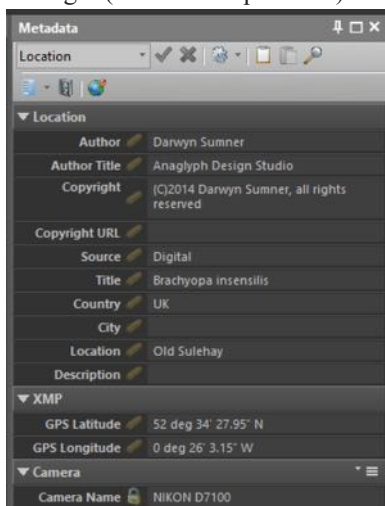 Metadata
Location
Location
Author Darwyn Sumner
Author Title Anaglyph Design Studio
Copyright (C)2014 Darwyn Sumner, all rights
reserved
Copyright URL
Source Digital
Title Brachyopa insensilis
Country UK
City
Location Old Sulehay
Description
XMP
GPS Latitude 52 deg 34' 27.95" N
GPS Longitude 0 deg 26' 3.15" W
Camera
Camera Name NIKON D7100